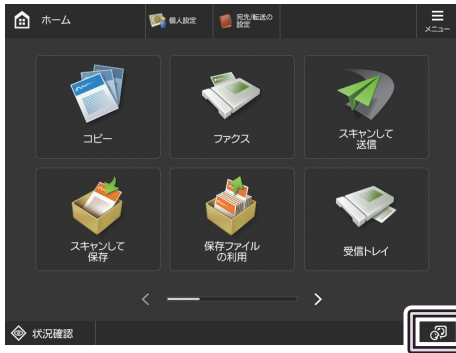 ホーム
個人設定
宛先/転送の
設定
メニュー
コピー
ファクス
スキャンして
送信
スキャンして
保存
保存ファイル
の利用
受信トレイ
状況確認